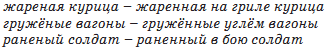 жареная курица – жаренная на гриле курица
гружёные вагоны – гружённые углём вагоны
раненый солдат – раненный в бою солдат